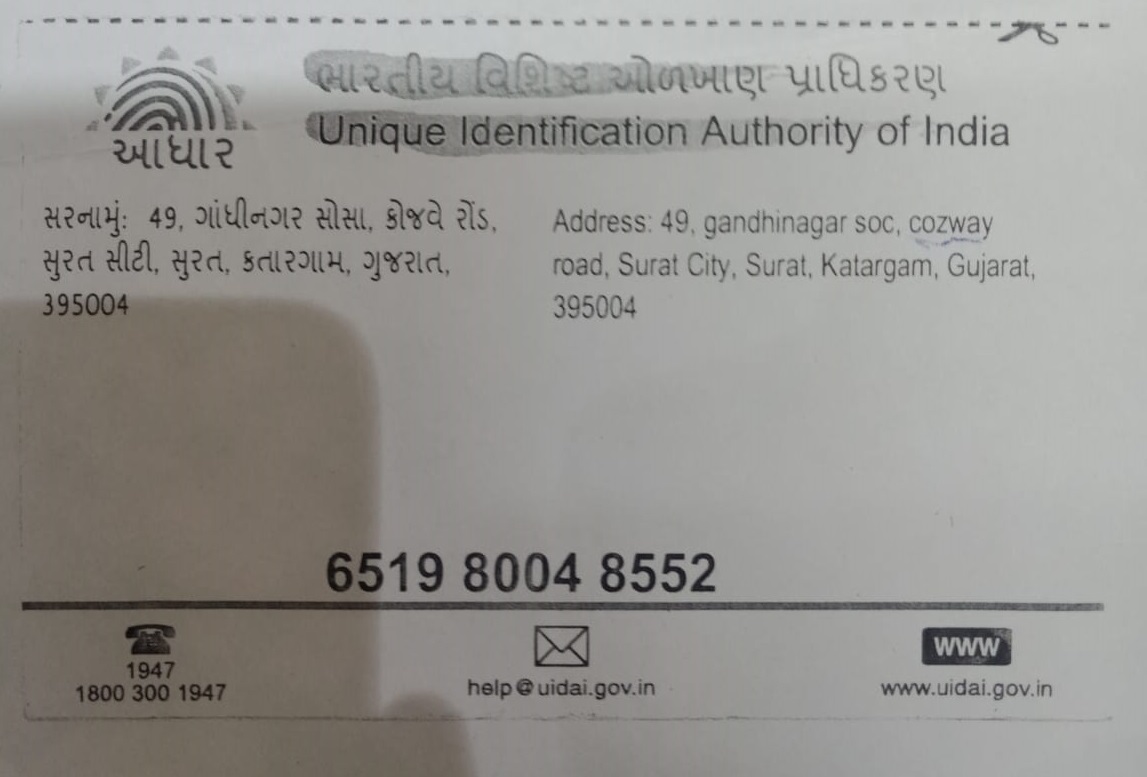 ભારતીય વિશિષ્ટ ઓળખાણ પ્રાધિકરણ
Unique Identification Authority of India
આધાર
સરનામું: 49, ગાંધીનગર સોસા, કોજવે રોંડ,
સુરત સીટી, સુરત, કતારગામ, ગુજરાત,
395004
Address: 49, gandhinagar soc, cozway
road, Surat City, Surat, Katargam, Gujarat,
395004
6519 8004 8552
1947
1800 300 1947
help@uidai.gov.in
www
www.uidai.gov.in